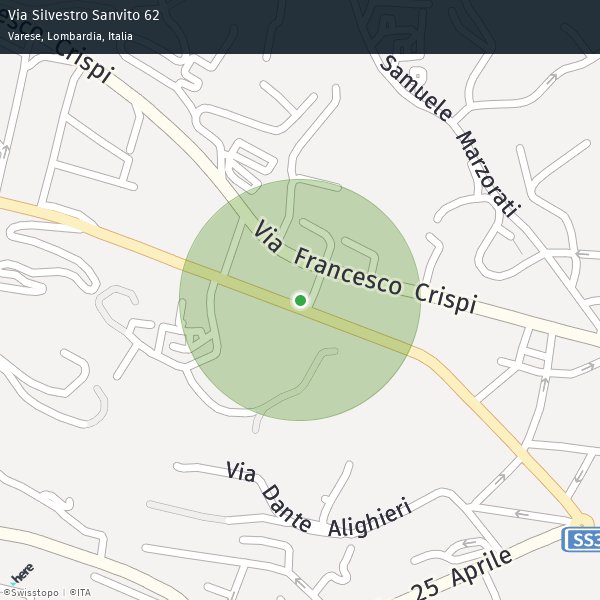 Via Silvestro Sanvito 62
Varese, Lombardia, Italia
esco Crispi
Samuele Marzorati
Via Francesco Crispi
Via Dante Alighieri
SS3
25 Aprile
here
©Swisstopo | ©ITA